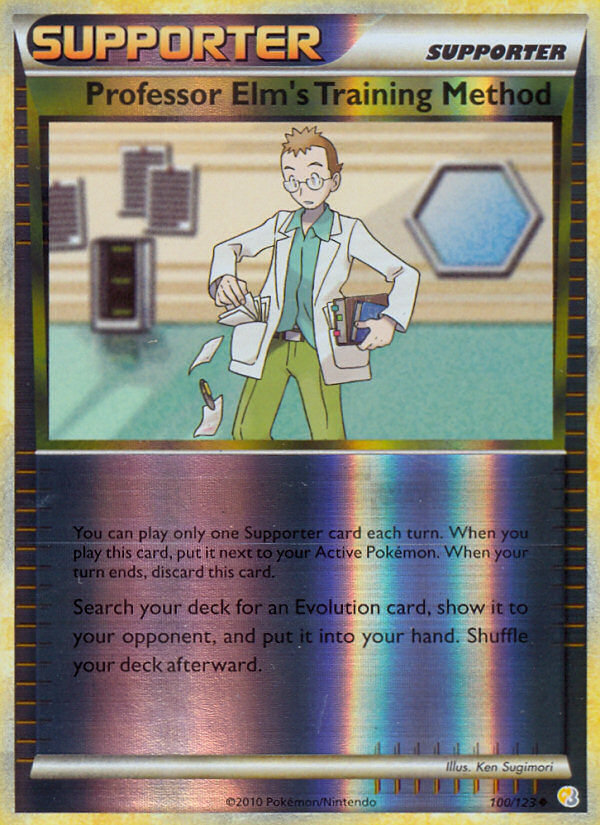 SUPPORTER
SUPPORTER
Professor Elm's Training Method
You can play only one Supporter card each turn. When you
play this card, put it next to your Active Pokémon. When your
turn ends, discard this card.
Search your deck for an Evolution card, show it to
your opponent, and put it into your hand. Shuffle
your deck afterward.
Illus. Ken Sugimori
©2010 Pokémon/Nintendo
100/123